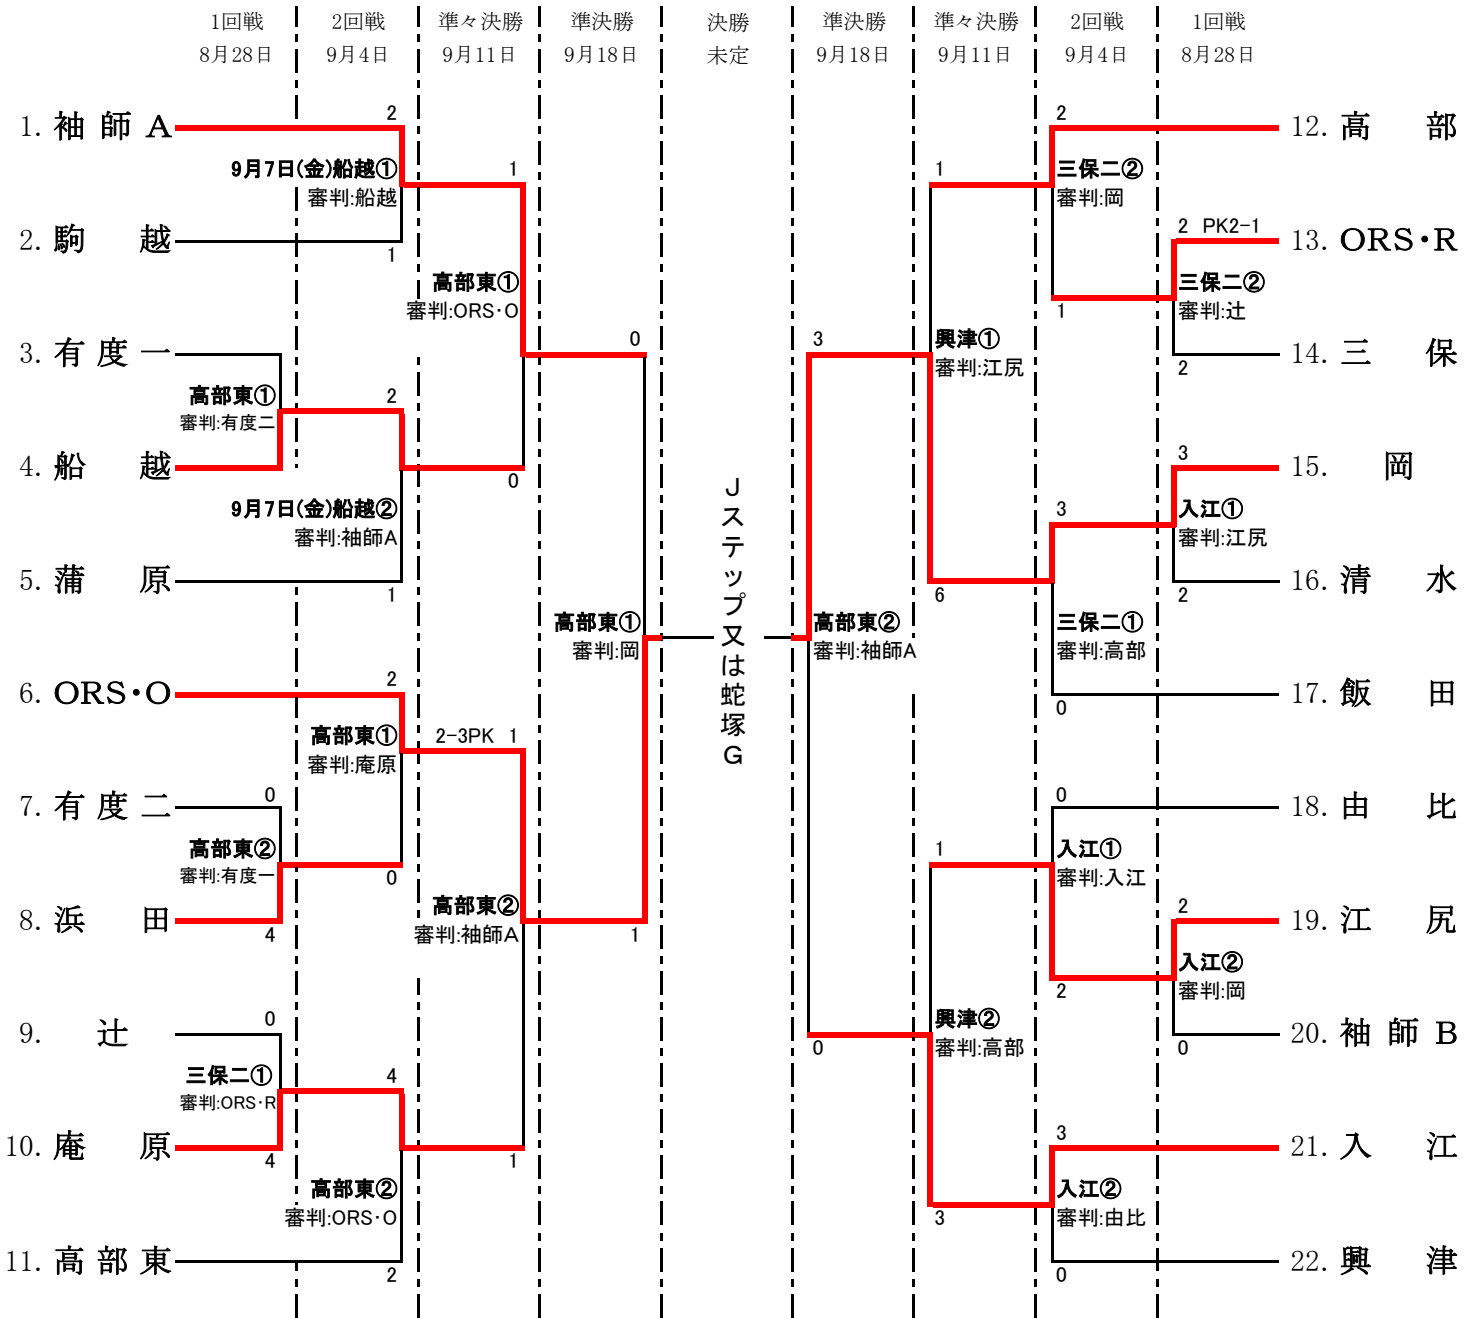 1回戦 2回戦 準々決勝 準決勝 決勝 準決勝 準々決勝 2回戦 1回戦
8月28日 9月4日 9月11日 9月18日 未定 9月18日 9月11日 9月4日 8月28日
1. 袖師A
2
9月7日(金)船越①
審判:船越
1
2. 駒越
1
高部東①
審判:ORS・O
3. 有度一
0
高部東①
審判:有度二
2
4. 船越
0
9月7日(金)船越②
審判:袖師A
5. 蒲原
1
高部東①
審判:岡
6. ORS・O
2
高部東①
審判:庵原
2-3PK 1
7. 有度二
0
高部東②
審判:有度一
0
8. 浜田
4
高部東②
審判:袖師A
1
9. 辻
0
三保二①
審判:ORS・R
4
10. 庵原
4
1
高部東②
審判:ORS・O
11. 高部東
2
Jステップ又は蛇塚G
2
12. 高部
1
三保二②
審判:岡
2 PK2-1
13. ORS・R
三保二②
審判:辻
1
3
興津①
審判:江尻
14. 三保
2
3
15. 岡
3
入江①
審判:江尻
16. 清水
2
6
高部東②
審判:袖師A
三保二①
審判:高部
17. 飯田
0
0
18. 由比
1
入江①
審判:入江
2
19. 江尻
入江②
審判:岡
2
興津②
審判:高部
20. 袖師B
0
0
3
21. 入江
入江②
審判:由比
3
22. 興津
0